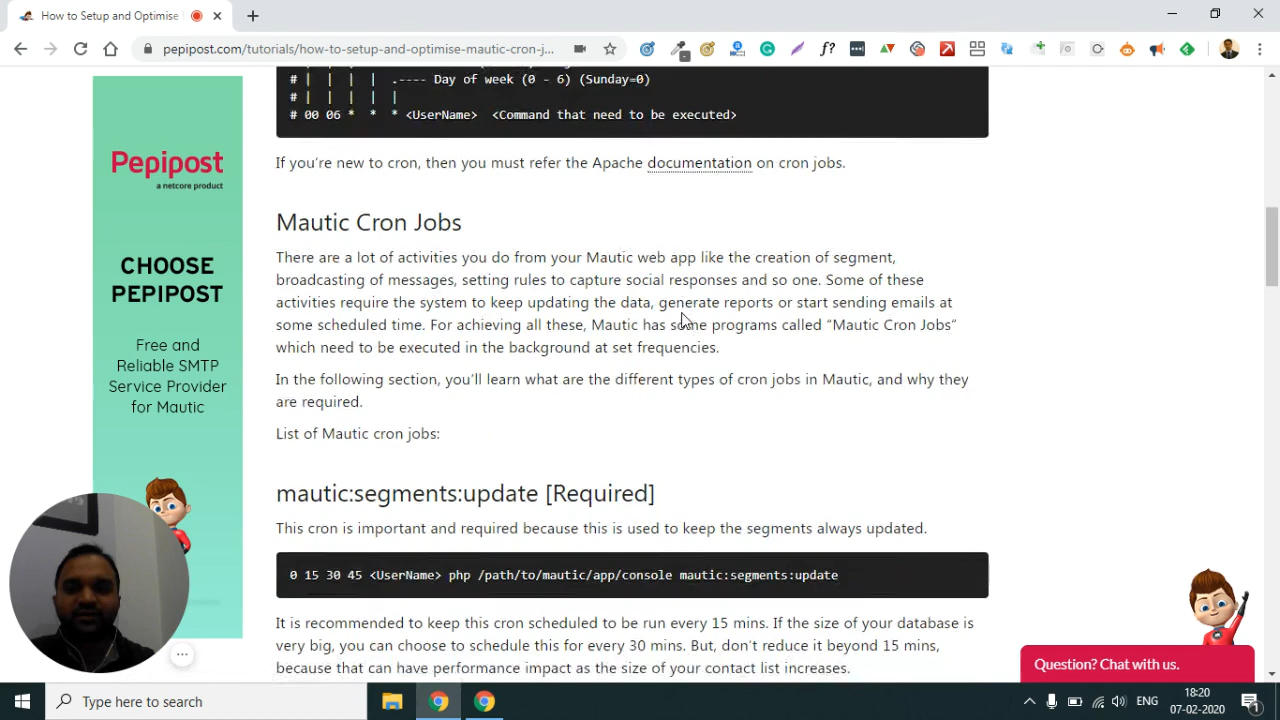 How to Setup and Optimise
pepipost.com/tutorials/how-to-setup-and-optimise-mautic-cron-j...
# | | | | .---- Day of week (0 - 6) (Sunday=0)
# | | | | |
# 00 06 * * * <UserName> <Command that need to be executed>
If you're new to cron, then you must refer the Apache documentation on cron jobs.
Mautic Cron Jobs
There are a lot of activities you do from your Mautic web app like the creation of segment,
broadcasting of messages, setting rules to capture social responses and so one. Some of these
activities require the system to keep updating the data, generate reports or start sending emails at
some scheduled time. For achieving all these, Mautic has some programs called “Mautic Cron Jobs”
which need to be executed in the background at set frequencies.
In the following section, you'll learn what are the different types of cron jobs in Mautic, and why they
are required.
List of Mautic cron jobs:
mautic:segments:update [Required]
This cron is important and required because this is used to keep the segments always updated.
0 15 30 45 <UserName> php /path/to/mautic/app/console mautic:segments:update
It is recommended to keep this cron scheduled to be run every 15 mins. If the size of your database is
very big, you can choose to schedule this for every 30 mins. But, don't reduce it beyond 15 mins,
because that can have performance impact as the size of your contact list increases.
Pepipost
a netcore product
CHOOSE
PEPIPOST
Free and
Reliable SMTP
Service Provider
for Mautic
Question? Chat with us.
Type here to search
ENG
18:20
07-02-2020